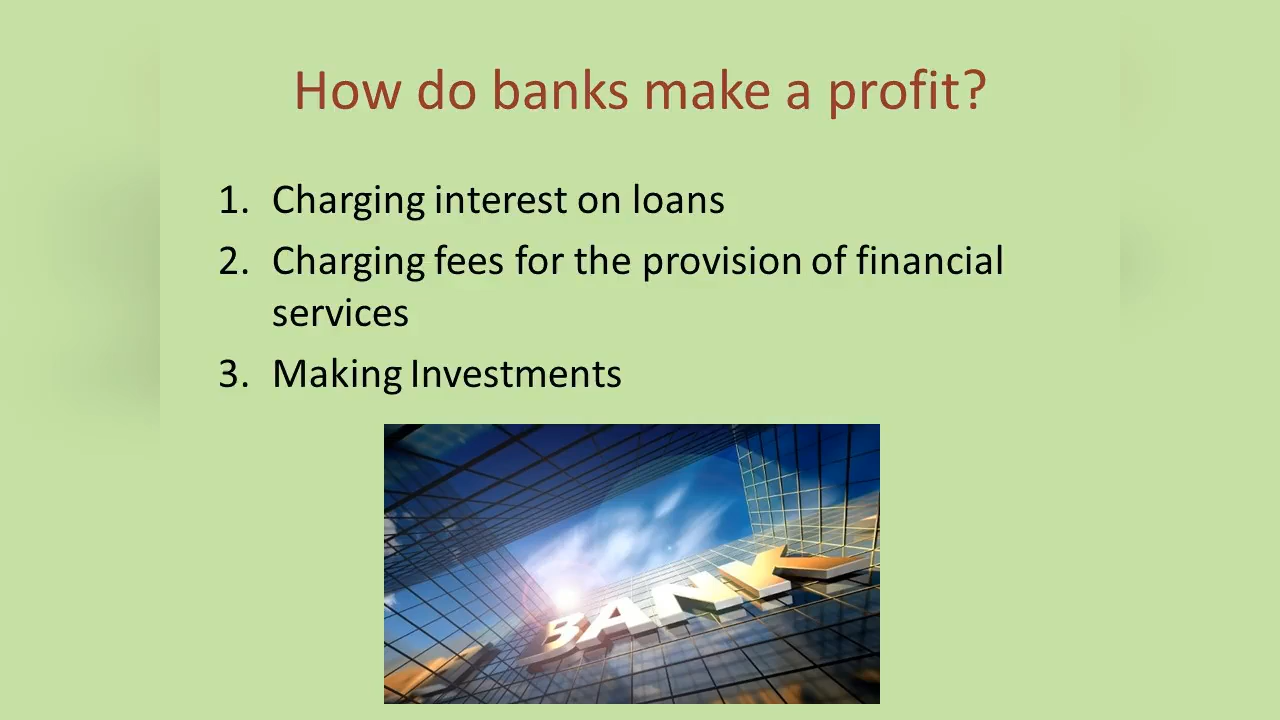 How do banks make a profit?
1. Charging interest on loans
2. Charging fees for the provision of financial
services
3. Making Investments
BANK